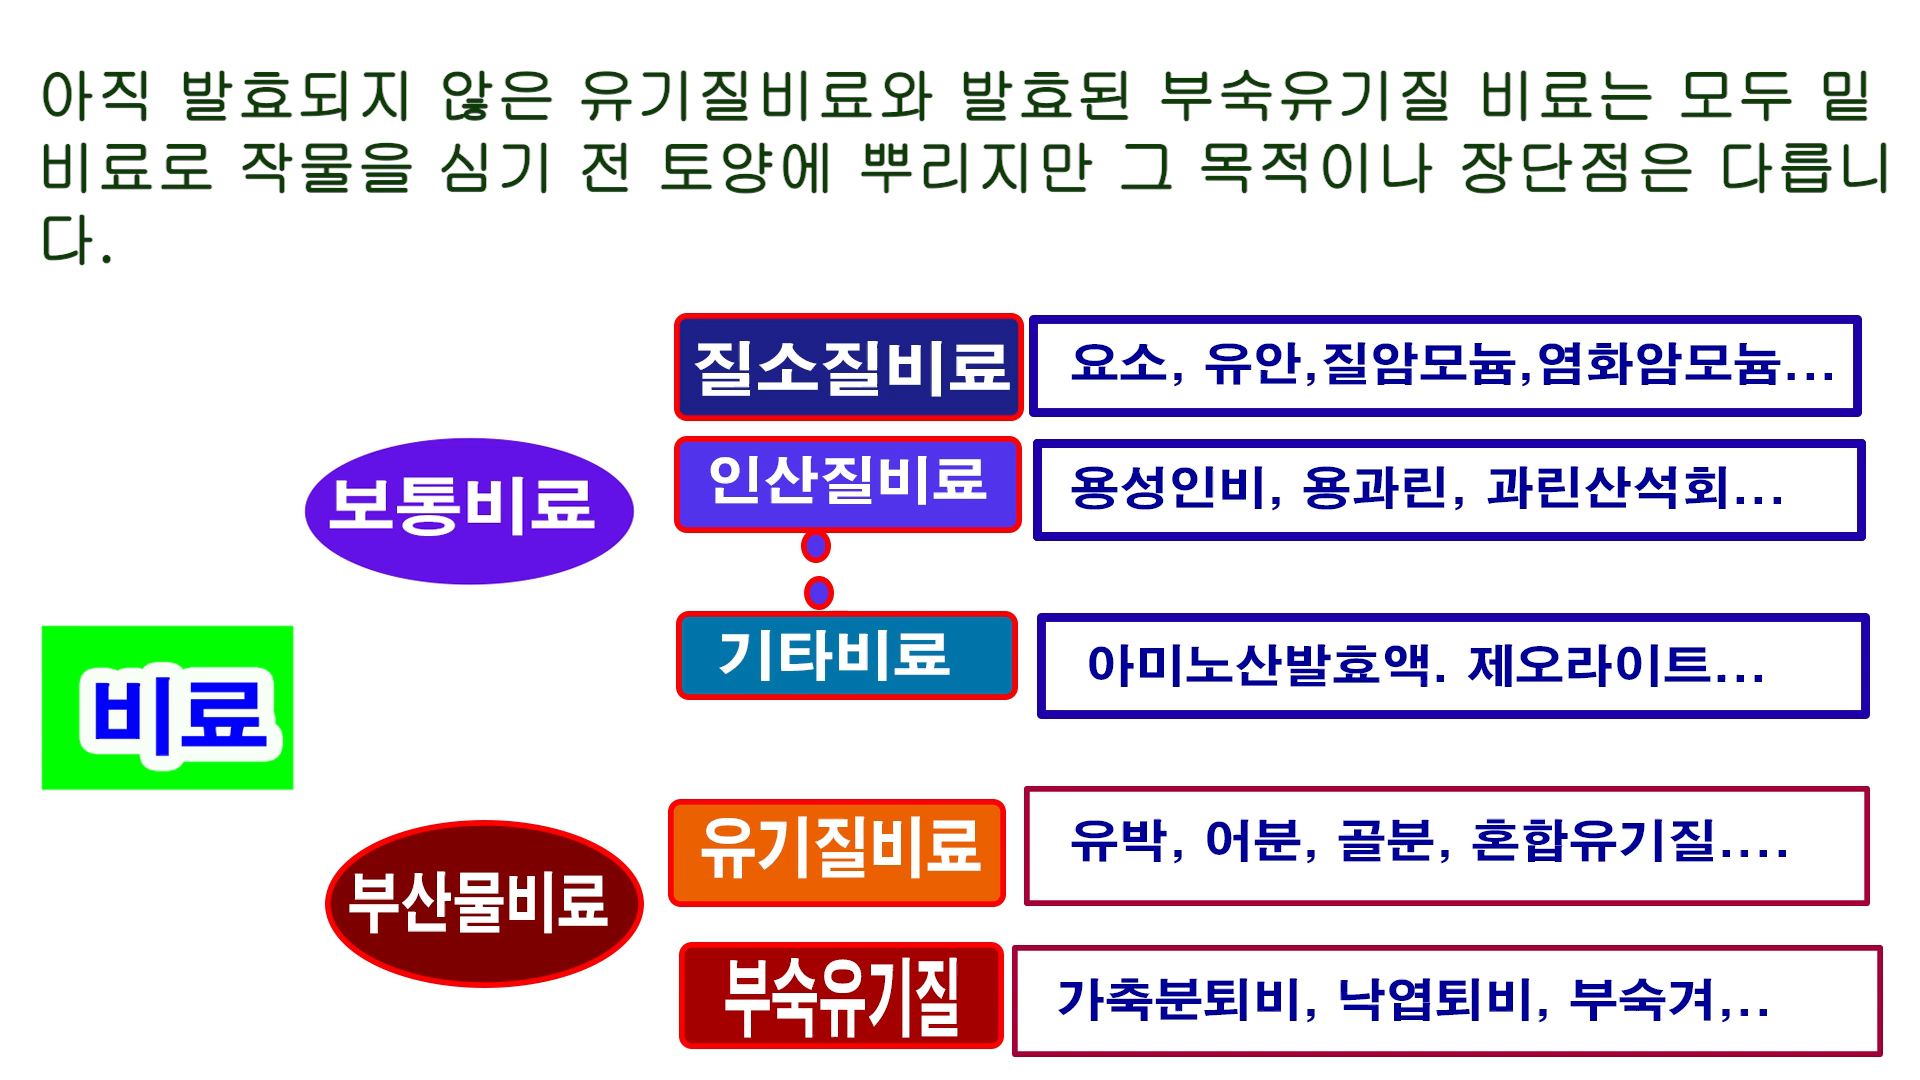 아직 발효되지 않은 유기질비료와 발효된 부숙유기질 비료는 모두 밑
비료로 작물을 심기 전 토양에 뿌리지만 그 목적이나 장단점은 다릅니
다.
질소질비료
요소, 유안,질암모늄,염화암모늄...
보통비료
인산질비료
용성인비, 용과린, 과린산석회...
기타비료
아미노산발효액. 제오라이트...
비료
유기질비료
유박, 어분, 골분, 혼합유기질....
부산물비료
부숙유기질
가축분퇴비, 낙엽퇴비, 부숙겨,..